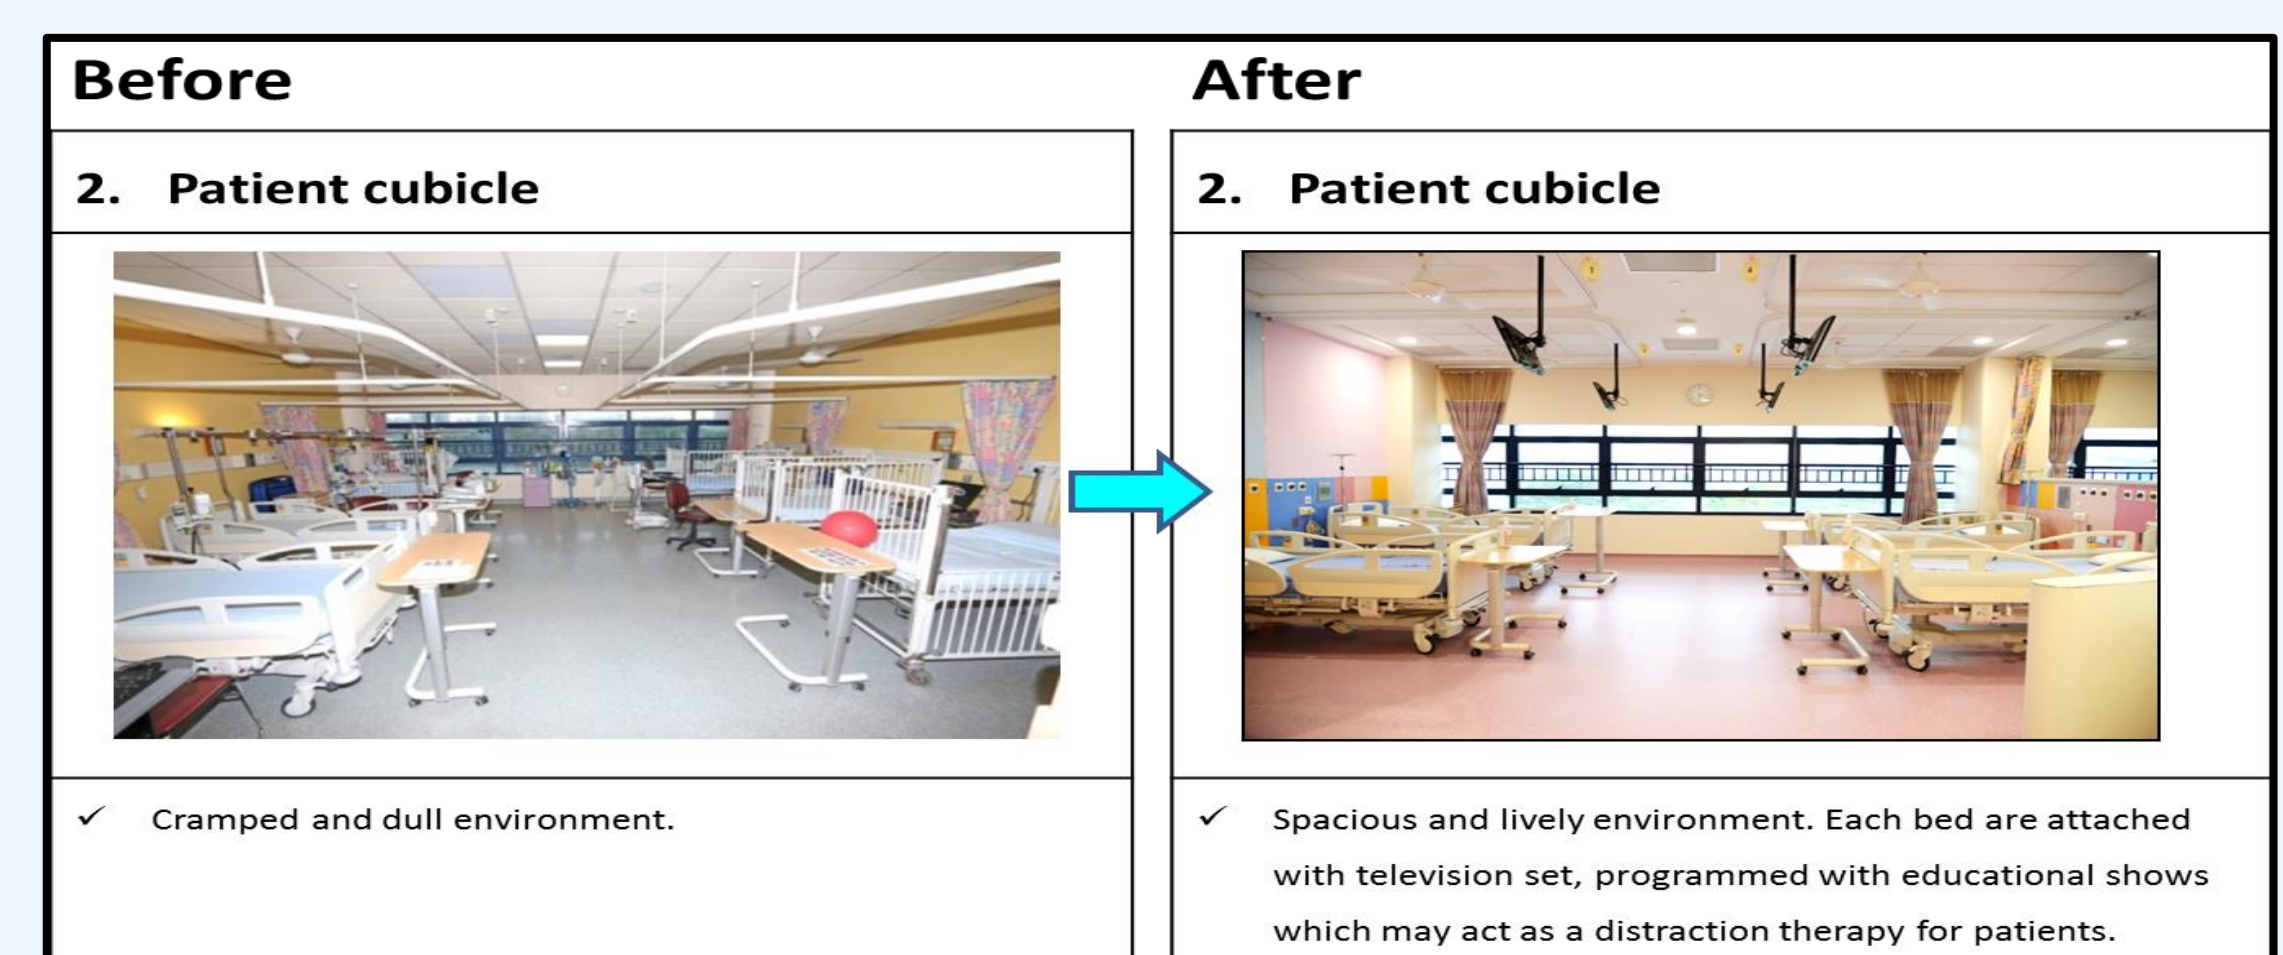 Before
After
2. Patient cubicle
2. Patient cubicle
✓ Cramped and dull environment.
✓ Spacious and lively environment. Each bed are attached
with television set, programmed with educational shows
which may act as a distraction therapy for patients.